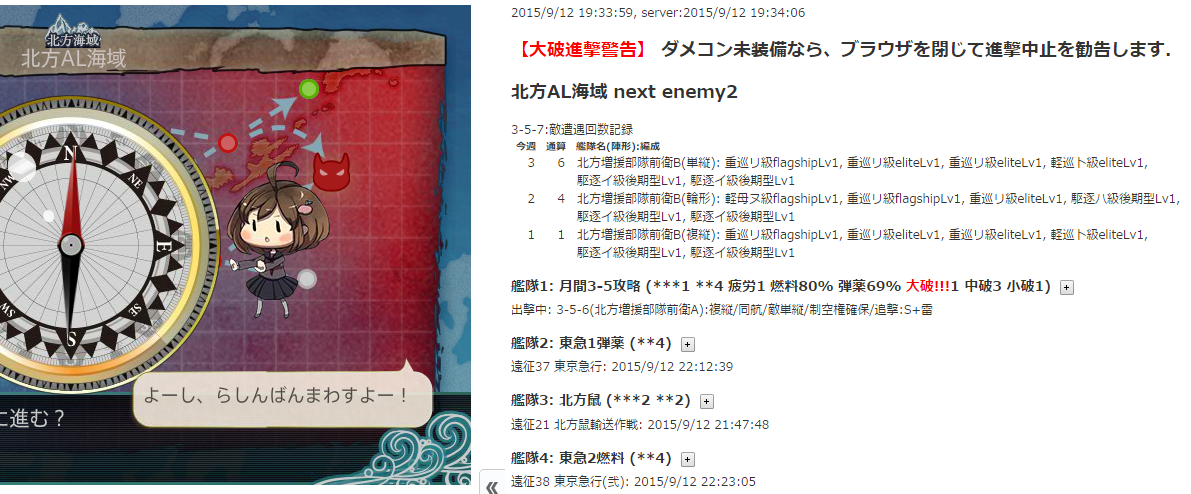 北方海域
北方AL海域
N
NE
E
SE
S
SW
NW
に進む？
よーし、らしんばんまわすよー！
2015/9/12 19:33:59, server:2015/9/12 19:34:06
【大破進撃警告】 ダメコン未装備なら、ブラウザを閉じて進撃中止を勧告します.
北方AL海域 next enemy2
3-5-7:敵遭遇回数記録
今週 通算 艦隊名(陣形):編成
3 6 北方増援部隊前衛B(単縦): 重巡リ級flagshipLv1, 重巡リ級eliteLv1, 重巡リ級eliteLv1, 軽巡ト級eliteLv1,
駆逐イ級後期型Lv1, 駆逐イ級後期型Lv1
2 4 北方増援部隊前衛B(輪形): 軽母ヌ級flagshipLv1, 重巡リ級flagshipLv1, 重巡リ級eliteLv1, 駆逐ハ級後期型Lv1,
駆逐イ級後期型Lv1, 駆逐イ級後期型Lv1
1 1 北方増援部隊前衛B(複縦): 重巡リ級flagshipLv1, 重巡リ級eliteLv1, 重巡リ級eliteLv1, 軽巡ト級eliteLv1,
駆逐イ級後期型Lv1, 駆逐イ級後期型Lv1
艦隊1: 月間3-5攻略 (***1 **4 疲労1 燃料80% 弾薬69% 大破!!!1 中破3 小破1) +
出撃中: 3-5-6(北方増援部隊前衛A):複縦/同航/敵単縦/制空権確保/追撃:S+雷
艦隊2: 東急1弾薬 (**4) +
遠征37 東京急行: 2015/9/12 22:12:39
艦隊3: 北方鼠 (***2 **2) +
遠征21 北方鼠輸送作戦: 2015/9/12 21:47:48
艦隊4: 東急2燃料 (**4) +
遠征38 東京急行(弐): 2015/9/12 22:23:05
«